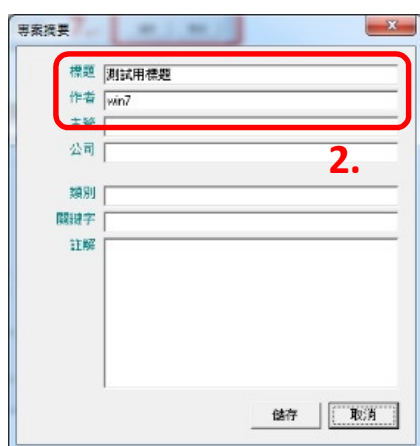 專案摘要
標題 測試用標題
作者 win7
主管
公司
2.
類別
關鍵字
註解
儲存 取消